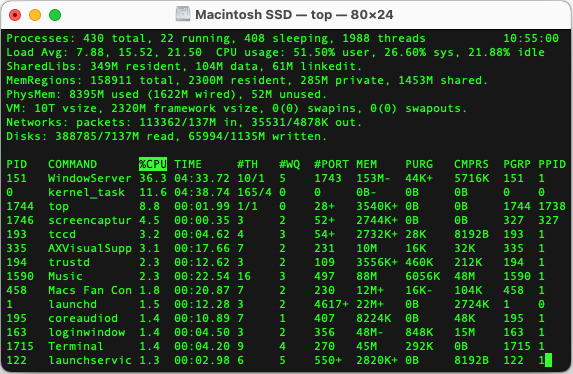 Macintosh SSD — top — 80×24
Processes: 430 total, 22 running, 408 sleeping, 1988 threads 10:55:00
Load Avg: 7.88, 15.52, 21.50 CPU usage: 51.50% user, 26.60% sys, 21.88% idle
SharedLibs: 349M resident, 104M data, 61M linkedit.
MemRegions: 158911 total, 2300M resident, 285M private, 1453M shared.
PhysMem: 8395M used (1622M wired), 52M unused.
VM: 10T vsize, 2320M framework vsize, 0(0) swapins, 0(0) swapouts.
Networks: packets: 113362/137M in, 35531/4878K out.
Disks: 388785/7137M read, 65994/1135M written.
PID COMMAND %CPU TIME #TH #WQ #PORT MEM PURG CMPRS PGRP PPID
151 WindowServer 36.3 04:33.72 10/1 5 1743 153M- 44K+ 5716K 151 1
0 kernel_task 11.6 04:38.74 165/4 0 0 0B- 0B 0B 0 0
1744 top 8.8 00:01.99 1/1 0 28+ 3540K+ 0B 0B 1744 1738
1746 screencaptur 4.5 00:00.35 3 2 52+ 2744K+ 0B 0B 327 327
193 tccd 3.2 00:04.62 4 3 54+ 2732K+ 28K 8192B 193 1
335 AXVisualSupp 3.1 00:17.66 7 2 231 10M 16K 32K 335 1
194 trustd 2.3 00:12.63 3 2 109 3556K+ 460K 212K 194 1
1590 Music 2.3 00:22.54 16 3 497 88M 6056K 48M 1590 1
458 Macs Fan Con 1.8 00:20.87 7 2 230 12M+ 16K- 104K 458 1
1 launchd 1.5 00:12.28 3 2 4617+ 22M+ 0B 2724K 1 0
195 coreaudiod 1.4 00:10.89 7 1 407 8224K 0B 48K 195 1
163 loginwindow 1.4 00:04.50 3 2 356 48M- 848K 15M 163 1
1715 Terminal 1.4 00:04.20 9 4 270 45M 292K 0B 1715 1
122 launchservic 1.3 00:02.98 6 5 550+ 2820K+ 0B 8192B 122 1